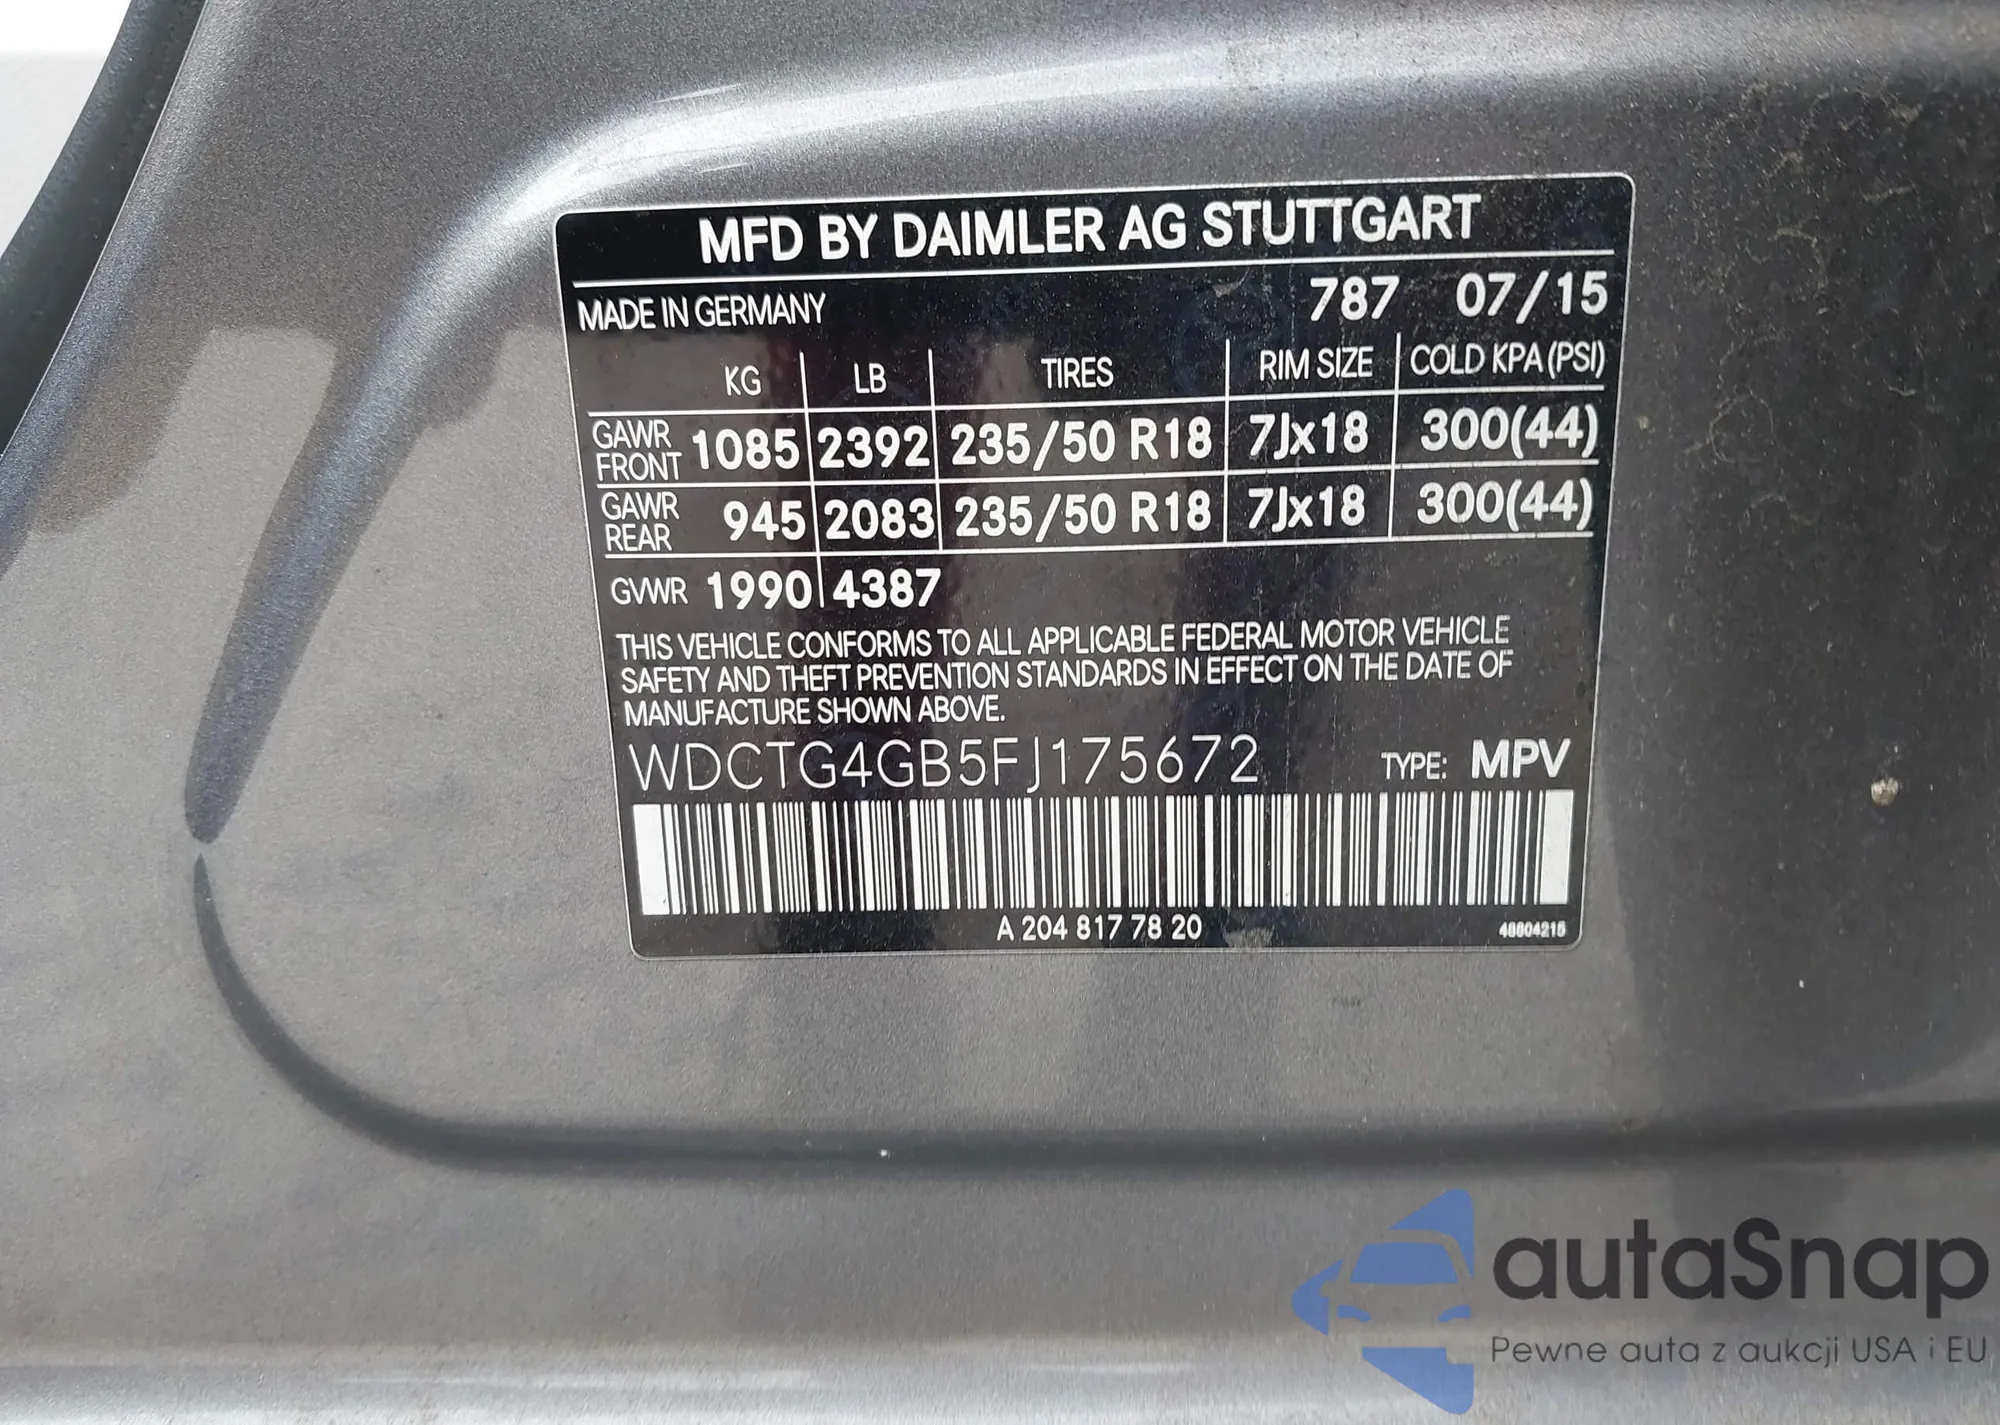 MFD BY DAIMLER AG STUTTGART
MADE IN GERMANY 787 07/15
KG LB TIRES RIM SIZE COLD KPA (PSI)
GAWR FRONT 1085 2392 235/50 R18 7Jx18 300(44)
GAWR REAR 945 2083 235/50 R18 7Jx18 300(44)
GVWR 1990 4387
THIS VEHICLE CONFORMS TO ALL APPLICABLE FEDERAL MOTOR VEHICLE
SAFETY AND THEFT PREVENTION STANDARDS IN EFFECT ON THE DATE OF
MANUFACTURE SHOWN ABOVE.
WDCTG4GB5FJ175672 TYPE: MPV
A 204 817 78 20
autaSnap
Pewne auta z aukcji USA i EU